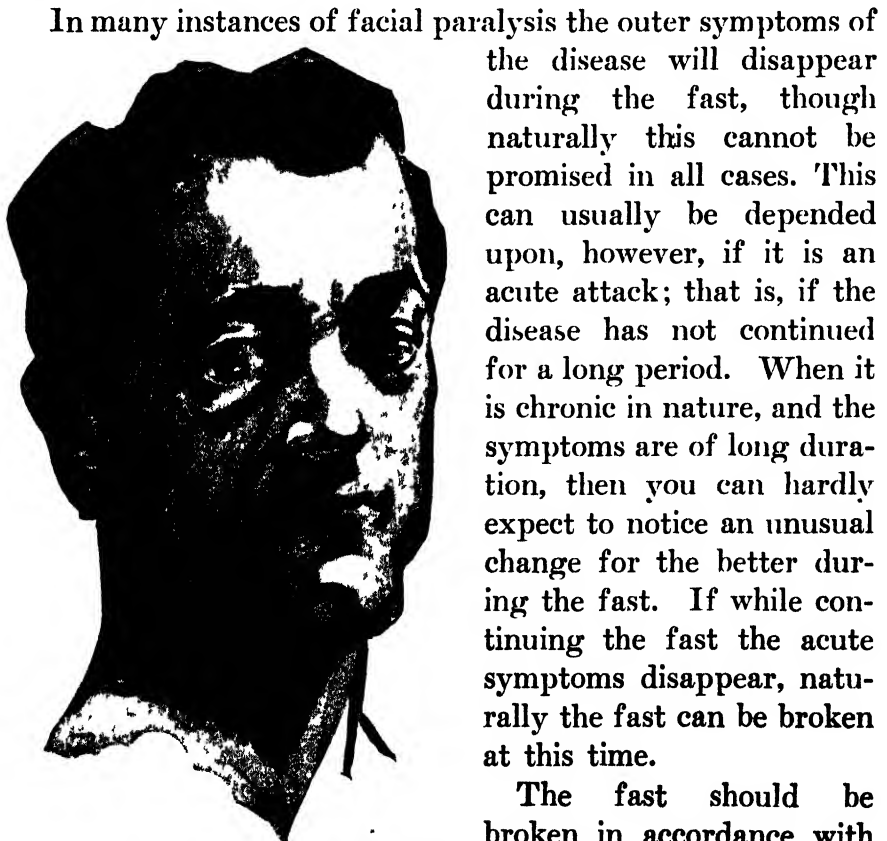 In many instances of facial paralysis the outer symptoms of
the disease will disappear
during the fast, though
naturally this cannot be
promised in all cases. This
can usually be depended
upon, however, if it is an
acute attack; that is, if the
disease has not continued
for a long period. When it
is chronic in nature, and the
symptoms are of long dura-
tion, then you can hardly
expect to notice an unusual
change for the better dur-
ing the fast. If while con-
tinuing the fast the acute
symptoms disappear, natu-
rally the fast can be broken
at this time.
The fast should be
broken in accordance with